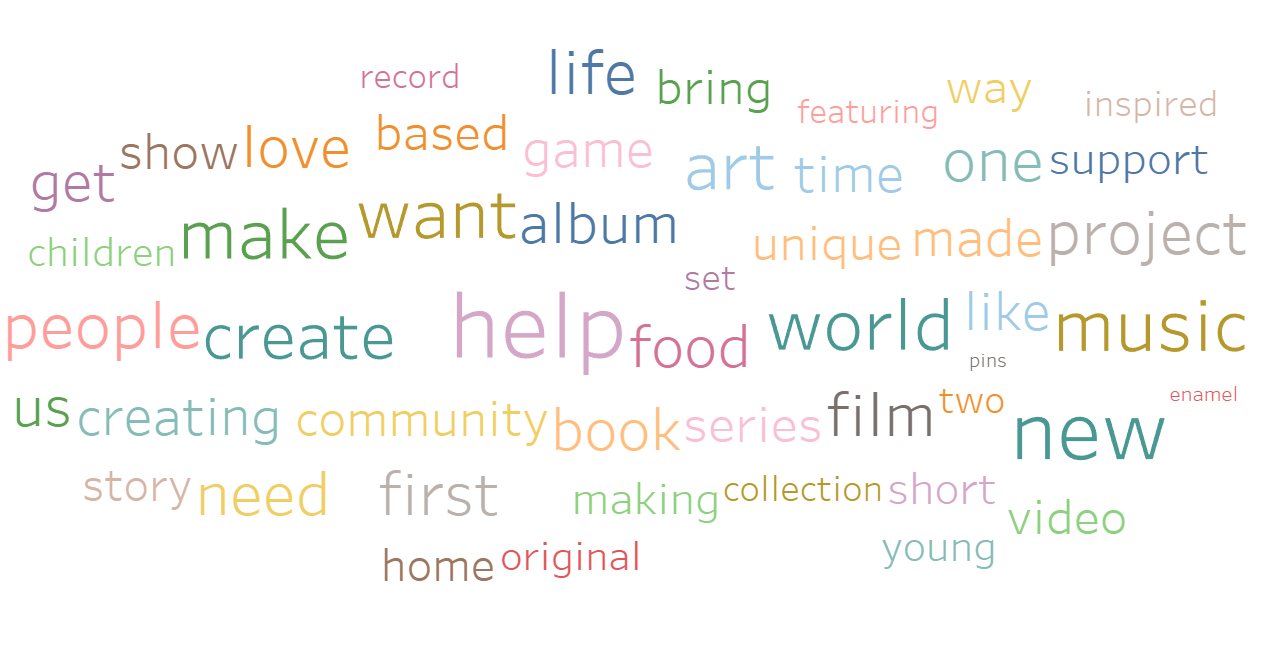 life
record
bring
way
featuring
inspired
show
love
based
game
art
time
one
support
get
children
make
want
album
unique
made
project
set
people
create
help
food
world
like
music
pins
us
creating
community
book
series
film
two
new
enamel
story
need
first
making
collection
short
video
home
original
young